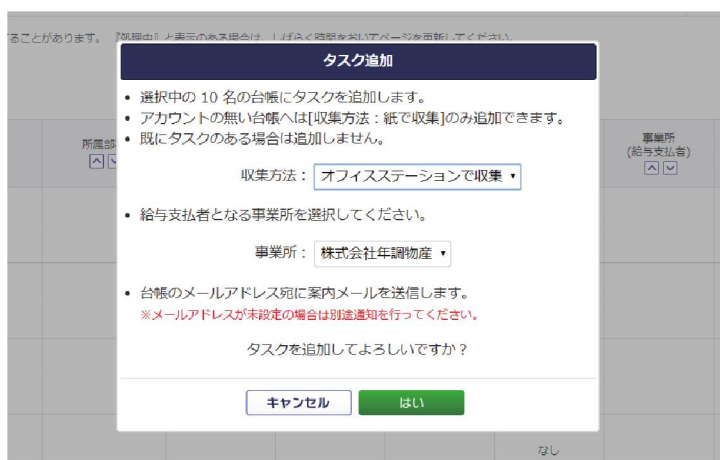 ることがあります。 『処理中』と表示のある場合は、しばらく時間をおいてページを更新してください。
タスク追加
• 選択中の 10 名の台帳にタスクを追加します。
• アカウントの無い台帳へは[収集方法：紙で収集]のみ追加できます。
• 既にタスクのある場合は追加しません。
所属部
事業所
(給与支払者)
収集方法： オフィスステーションで収集
• 給与支払者となる事業所を選択してください。
事業所： 株式会社年調物産
• 台帳のメールアドレス宛に案内メールを送信します。
※メールアドレスが未設定の場合は別途通知を行ってください。
タスクを追加してよろしいですか？
キャンセル はい
なし